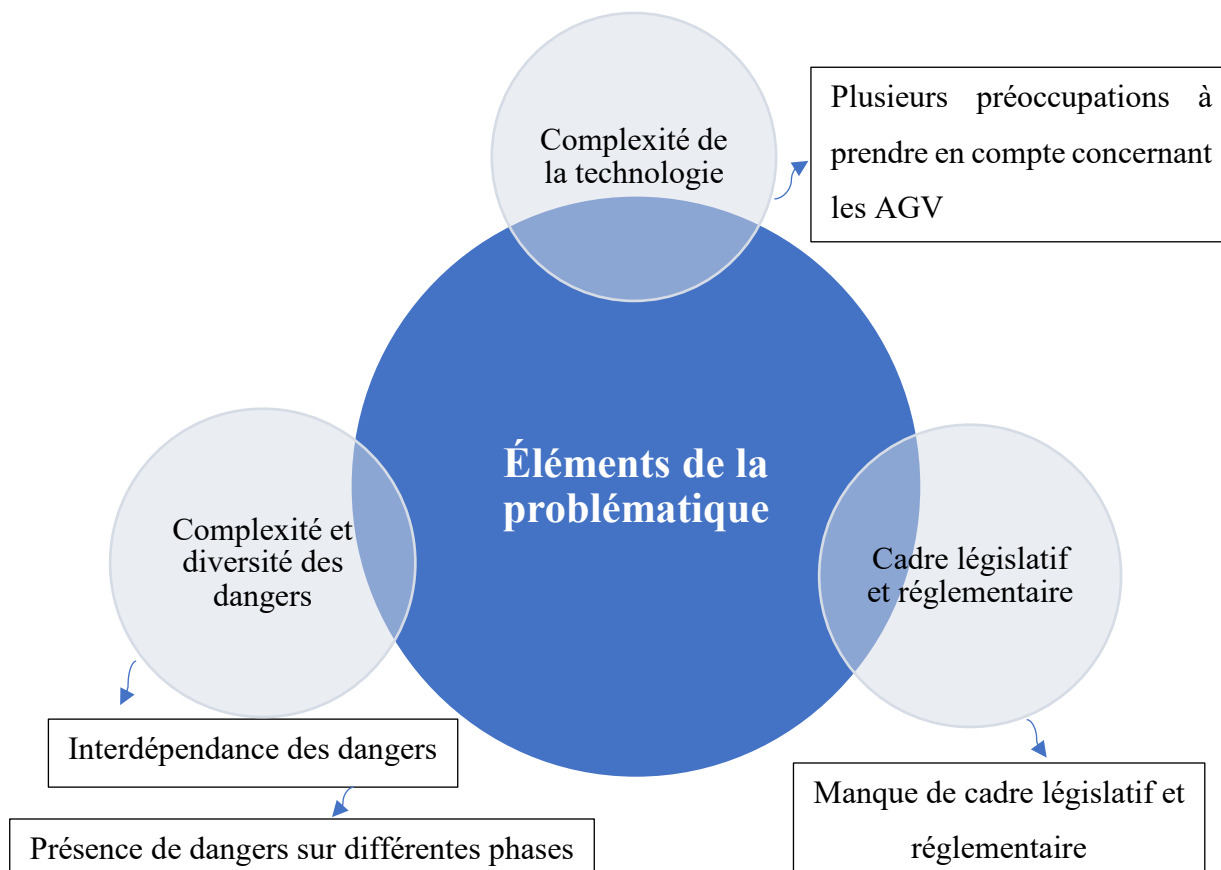 Complexité de
la technologie
Plusieurs préoccupations à
prendre en compte concernant
les AGV
Éléments de la
problématique
Complexité et
diversité des
dangers
Cadre législatif
et réglementaire
Interdépendance des dangers
Présence de dangers sur différentes phases
Manque de cadre législatif et
réglementaire